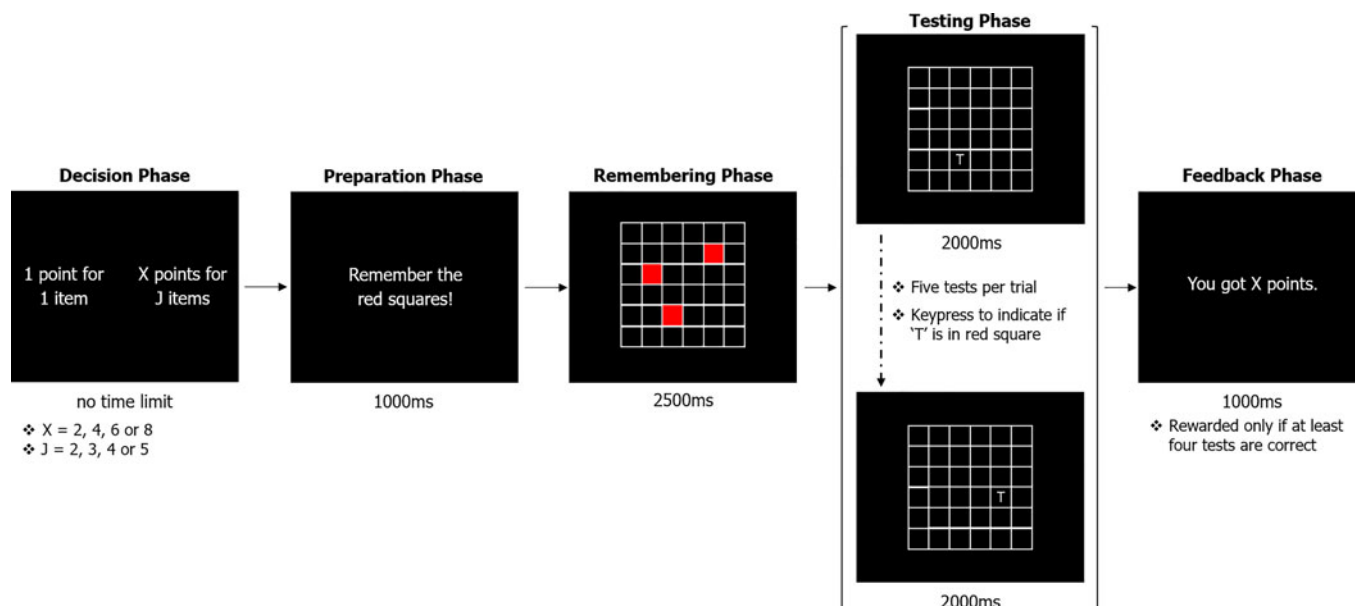 Decision Phase
1 point for
1 item
X points for
J items
no time limit
❖ X = 2, 4, 6 or 8
❖ J = 2, 3, 4 or 5
Preparation Phase
Remember the
red squares!
1000ms
Remembering Phase
2500ms
Testing Phase
T
2000ms
❖ Five tests per trial
❖ Keypress to indicate if
‘T’ is in red square
T
2000ms
Feedback Phase
You got X points.
1000ms
❖ Rewarded only if at least
four tests are correct